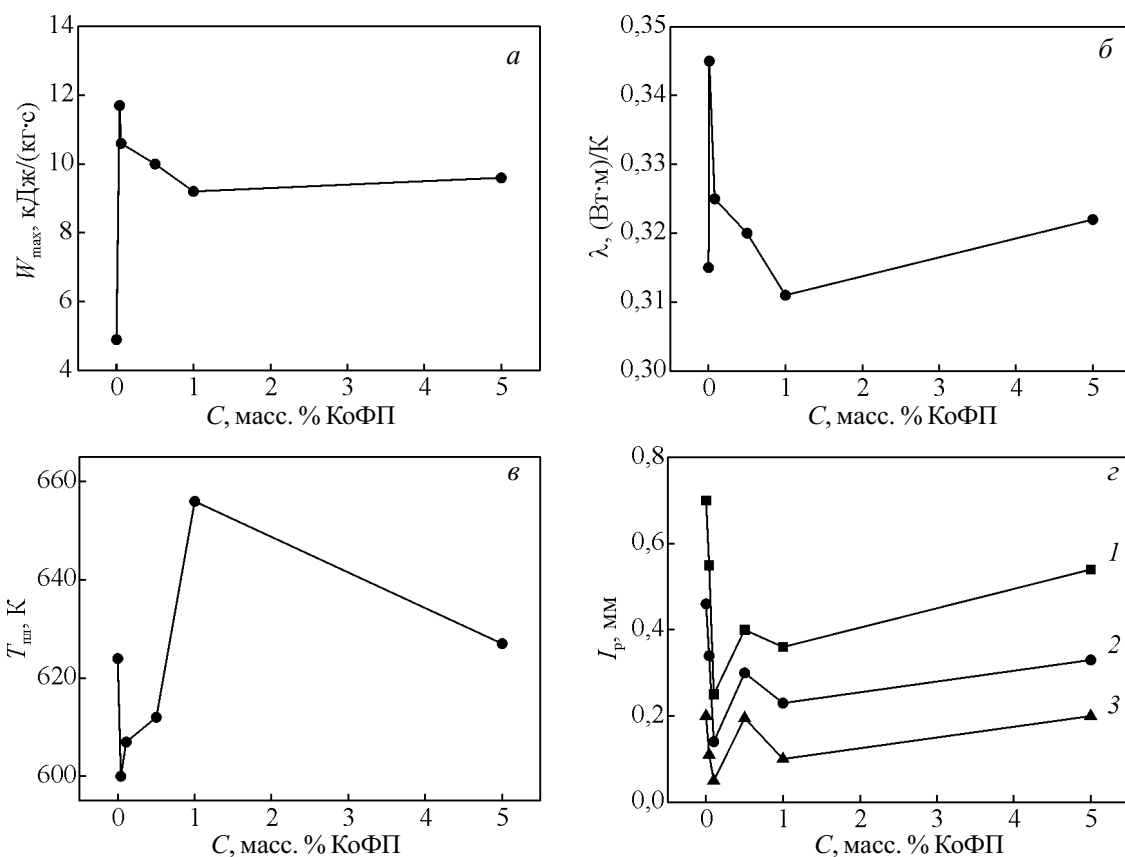 14
12
10
8
6
4
W_max, кДж/(кг·с)
а
0 1 2 3 4 5
C, масс. % КоФП
0,35
0,34
0,33
0,32
0,31
0,30
λ, (Вт·м)/К
б
0 1 2 3 4 5
C, масс. % КоФП
660
640
620
600
T_пл, К
в
0 1 2 3 4 5
C, масс. % КоФП
0,8
0,6
0,4
0,2
0,0
I_р, мм
г
1
2
3
0 1 2 3 4 5
C, масс. % КоФП